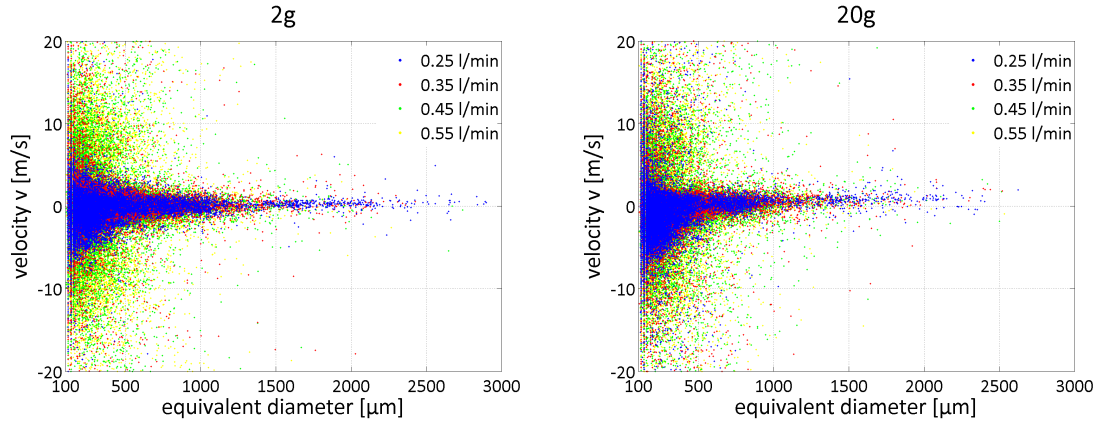 2g
20
10
0
-10
-20
velocity v [m/s]
0.25 l/min
0.35 l/min
0.45 l/min
0.55 l/min
100 500 1000 1500 2000 2500 3000
equivalent diameter [µm]
20g
20
10
0
-10
-20
velocity v [m/s]
0.25 l/min
0.35 l/min
0.45 l/min
0.55 l/min
100 500 1000 1500 2000 2500 3000
equivalent diameter [µm]